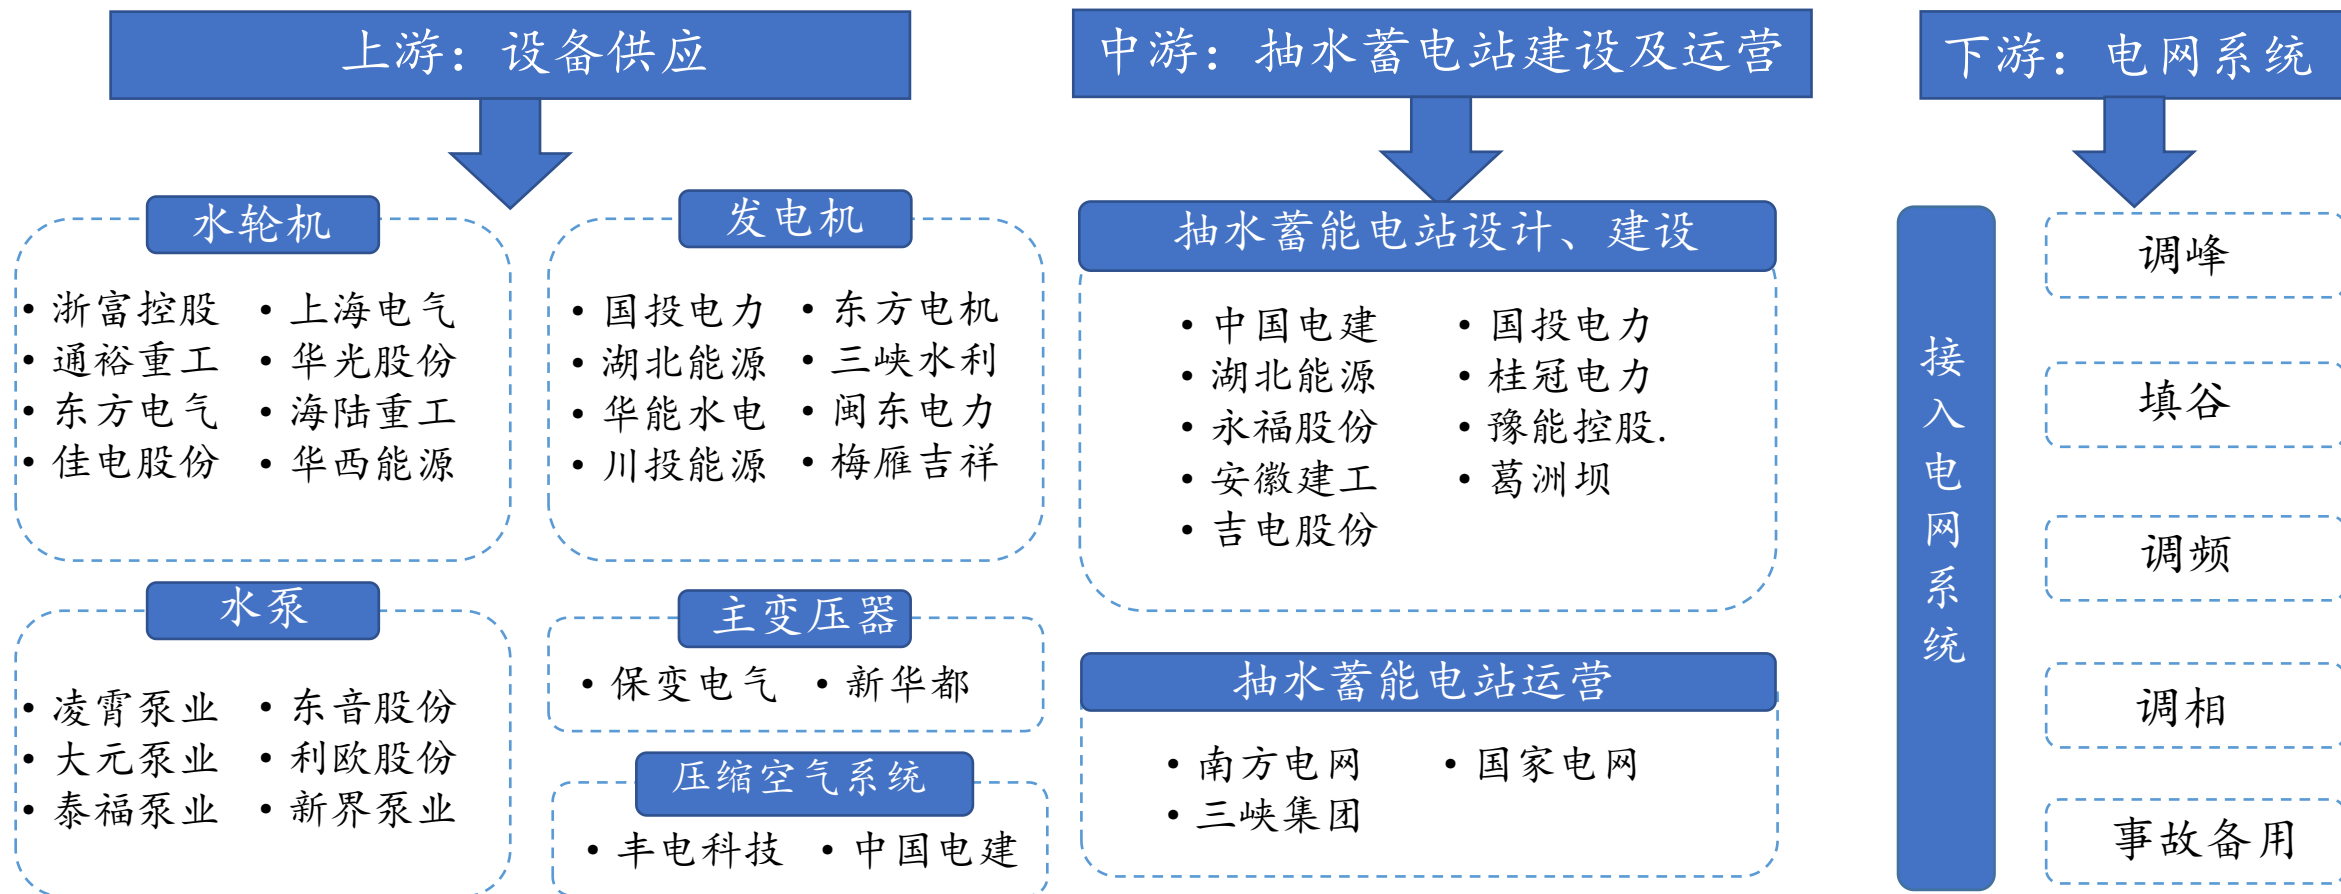 上游：设备供应
中游：抽水蓄电站建设及运营
下游：电网系统
水轮机
• 浙富控股
• 通裕重工
• 东方电气
• 佳电股份
• 上海电气
• 华光股份
• 海陆重工
• 华西能源
发电机
• 国投电力
• 湖北能源
• 华能水电
• 川投能源
• 东方电机
• 三峡水利
• 闽东电力
• 梅雁吉祥
水泵
• 凌霄泵业
• 大元泵业
• 泰福泵业
• 东音股份
• 利欧股份
• 新界泵业
主变压器
• 保变电气
• 新华都
压缩空气系统
• 丰电科技
• 中国电建
抽水蓄能电站设计、建设
• 中国电建
• 湖北能源
• 永福股份
• 安徽建工
• 吉电股份
• 国投电力
• 桂冠电力
• 豫能控股.
• 葛洲坝
抽水蓄能电站运营
• 南方电网
• 三峡集团
• 国家电网
接入电网系统
调峰
填谷
调频
调相
事故备用